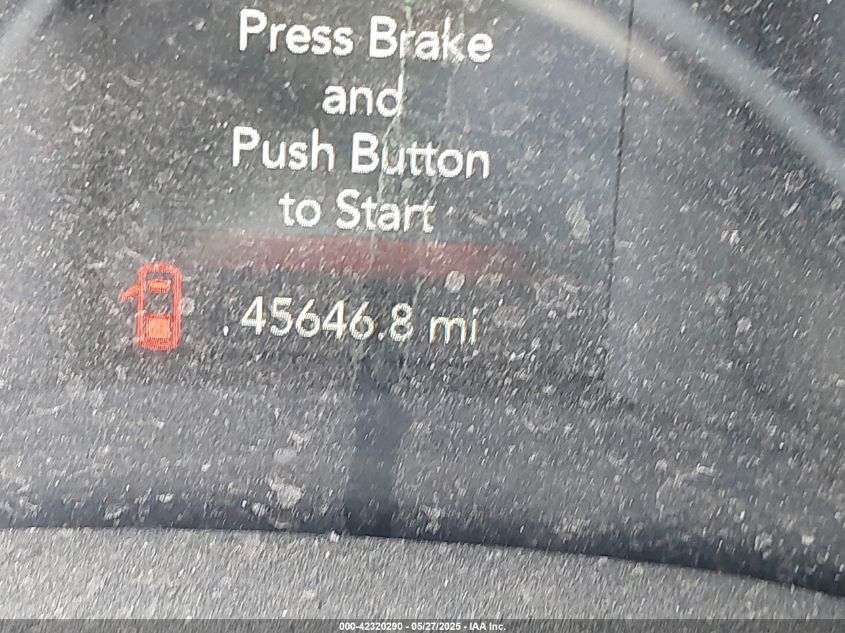 Press Brake
and
Push Button
to Start
45646.8 mi
000-42320290 - 05/27/2025 - IAA Inc.